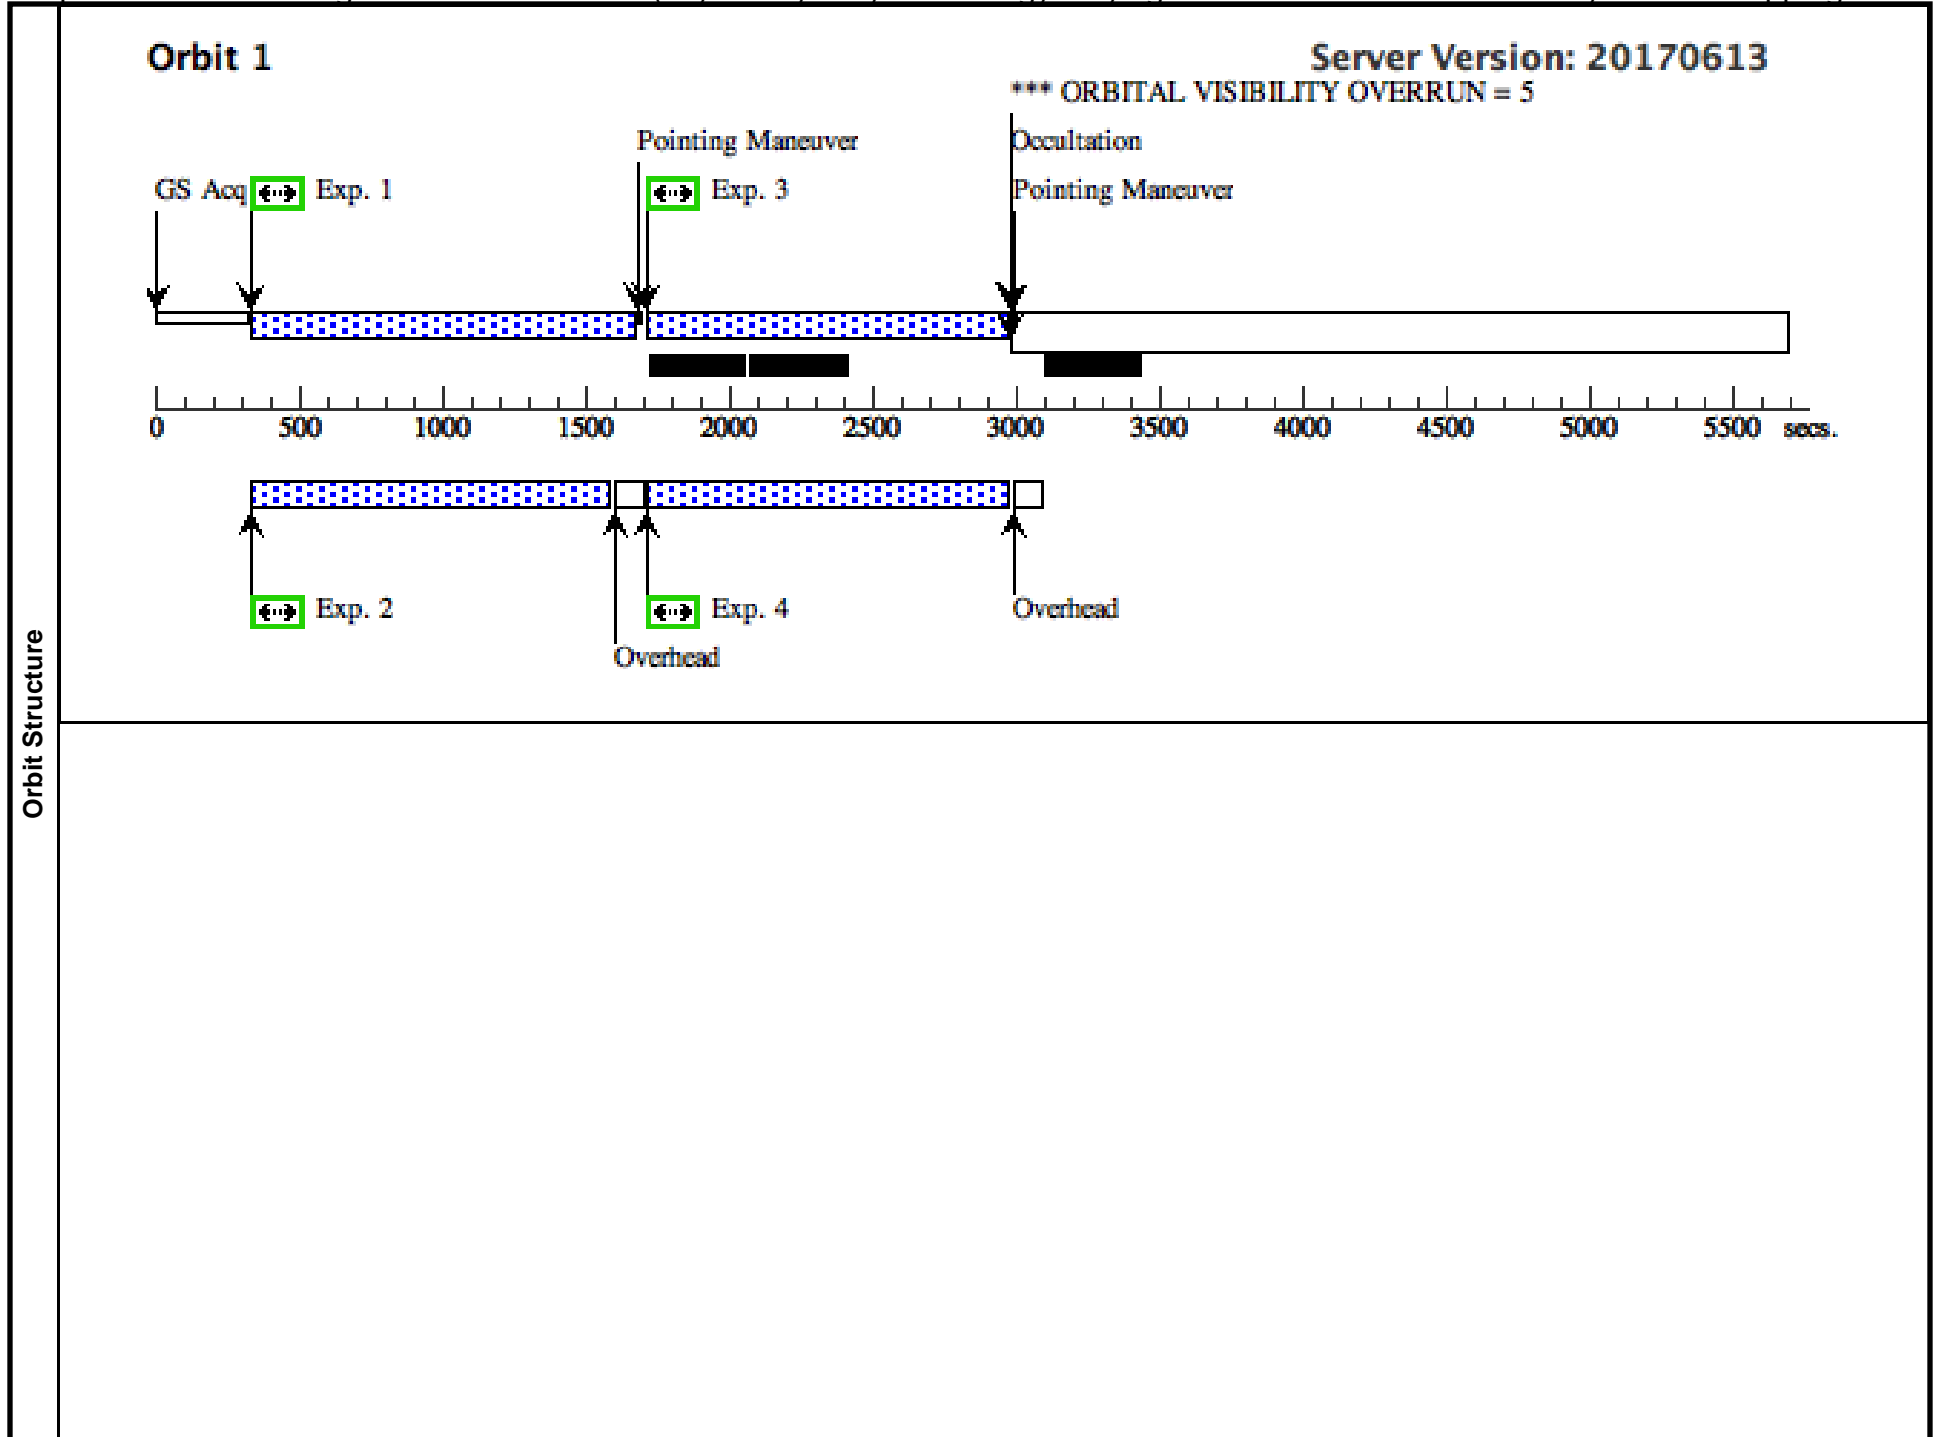 Orbit 1
Server Version: 20170613
*** ORBITAL VISIBILITY OVERRUN = 5
Pointing Maneuver
Occultation
GS Acq
Exp. 1
Exp. 3
Pointing Maneuver
0 500 1000 1500 2000 2500 3000 3500 4000 4500 5000 5500 secs.
Exp. 2
Exp. 4
Overhead
Overhead
Orbit Structure